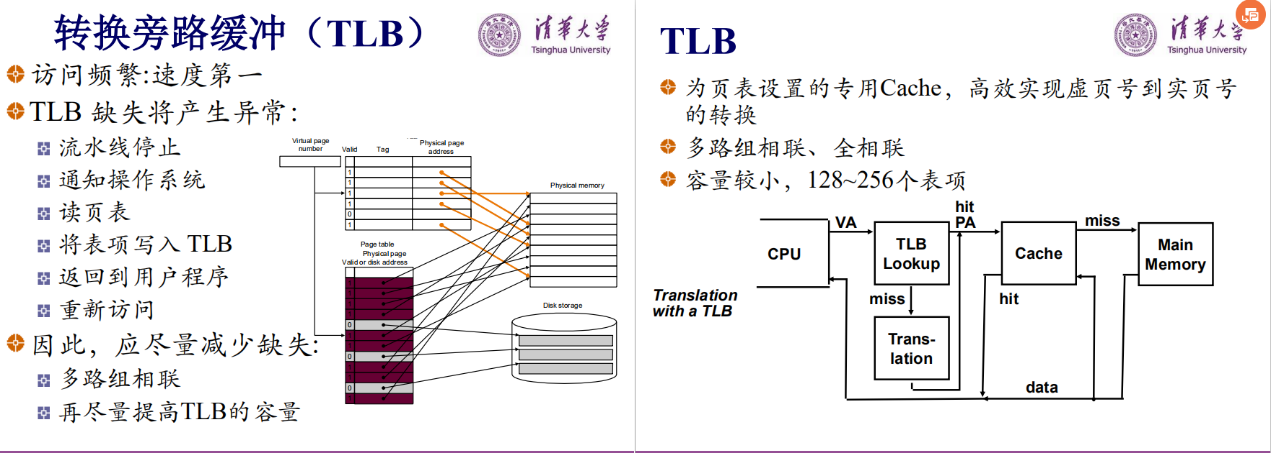 转换旁路缓冲（TLB）
清华大学
Tsinghua University
访问频繁:速度第一
TLB 缺失将产生异常:
流水线停止
通知操作系统
读页表
将表项写入 TLB
返回到用户程序
重新访问
因此，应尽量减少缺失:
多路组相联
再尽量提高TLB的容量
Virtual page
number
Valid
Tag
Physical page
address
1
1
1
1
0
1
Physical memory
Page table
Physical page
Valid or disk address
0
0
0
Disk storage
TLB
清华大学
Tsinghua University
为页表设置的专用Cache，高效实现虚页号到实页号
的转换
多路组相联、全相联
容量较小，128~256个表项
CPU
VA
TLB
Lookup
hit
PA
Cache
miss
Main
Memory
miss
hit
Translation
with a TLB
Trans-
lation
data